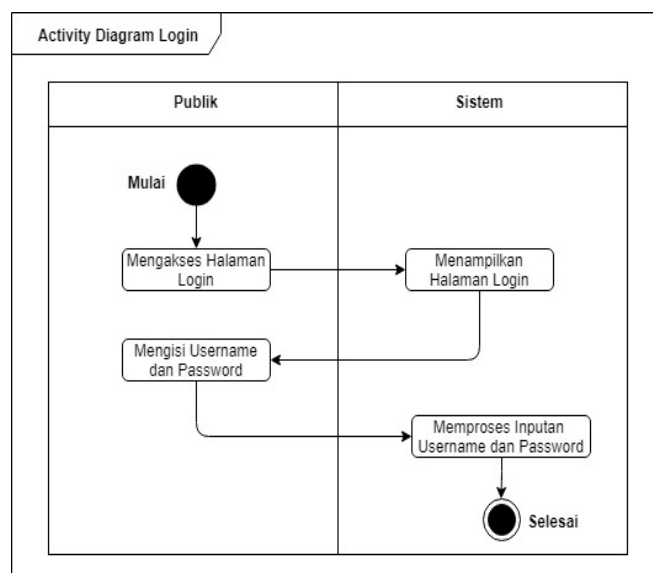 Activity Diagram Login
Publik
Sistem
Mulai
Mengakses Halaman
Login
Menampilkan
Halaman Login
Mengisi Username
dan Password
Memproses Inputan
Username dan Password
Selesai